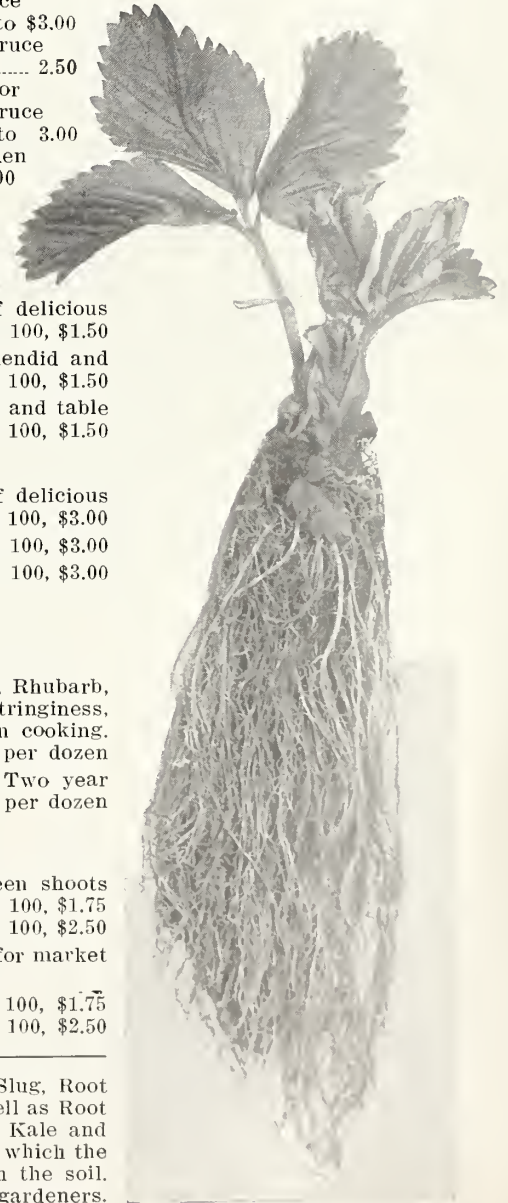 to $3.00
ruce
2.50
or
ruce
to 3.00
en
00
f delicious
100, $1.50
lendid and
100, $1.50
and table
100, $1.50
f delicious
100, $3.00
100, $3.00
100, $3.00
, Rhubarb,
tringiness,
n cooking.
per dozen
Two year
per dozen
een shoots
100, $1.75
100, $2.50
for market
100, $1.75
100, $2.50
Slug, Root
ell as Root
Kale and
which the
n the soil.
gardeners.